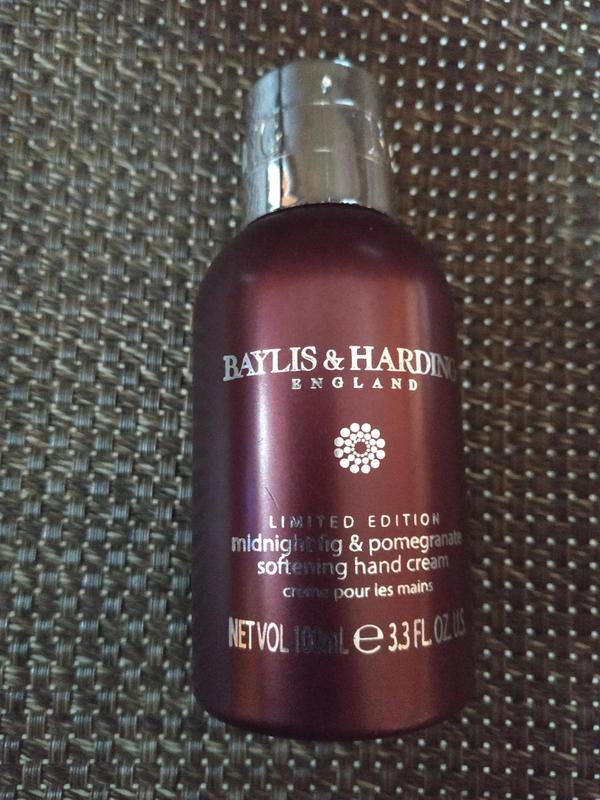 BAYLIS & HARDING
ENGLAND
LIMITED EDITION
midnight fig & pomegranate
softening hand cream
creme pour les mains
NET VOL 100mL e 3.3 FL. OZ U.S.